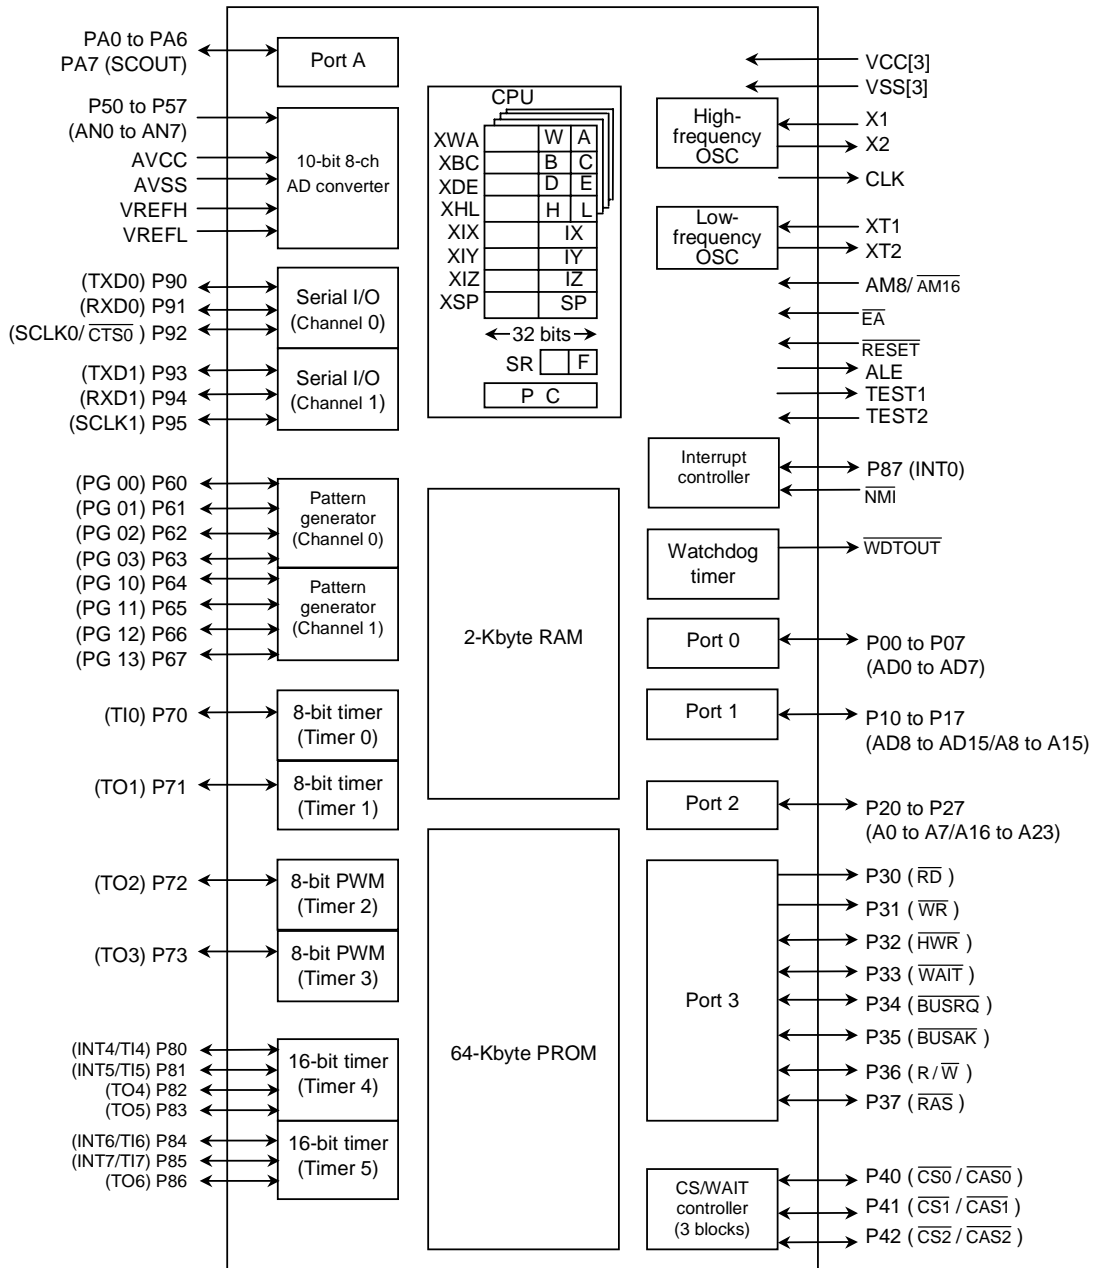 PA0 to PA6
PA7 (SCOUT)
Port A
P50 to P57
(AN0 to AN7)
AVCC
AVSS
VREFH
VREFL
10-bit 8-ch
AD converter
(TXD0) P90
(RXD0) P91
(SCLK0/ CTS0 ) P92
Serial I/O
(Channel 0)
(TXD1) P93
(RXD1) P94
(SCLK1) P95
Serial I/O
(Channel 1)
(PG 00) P60
(PG 01) P61
(PG 02) P62
(PG 03) P63
Pattern
generator
(Channel 0)
(PG 10) P64
(PG 11) P65
(PG 12) P66
(PG 13) P67
Pattern
generator
(Channel 1)
(TI0) P70
8-bit timer
(Timer 0)
(TO1) P71
8-bit timer
(Timer 1)
(TO2) P72
8-bit PWM
(Timer 2)
(TO3) P73
8-bit PWM
(Timer 3)
(INT4/TI4) P80
(INT5/TI5) P81
(TO4) P82
(TO5) P83
16-bit timer
(Timer 4)
(INT6/TI6) P84
(INT7/TI7) P85
(TO6) P86
16-bit timer
(Timer 5)
CPU
XWA W A
XBC B C
XDE D E
XHL H L
XIX IX
XIY IY
XIZ IZ
XSP SP
32 bits
SR F
P C
2-Kbyte RAM
64-Kbyte PROM
VCC[3]
VSS[3]
High-
frequency
OSC
X1
X2
CLK
Low-
frequency
OSC
XT1
XT2
AM8/ AM16
EA
RESET
ALE
TEST1
TEST2
Interrupt
controller
P87 (INT0)
NMI
Watchdog
timer
WDTOUT
Port 0
P00 to P07
(AD0 to AD7)
Port 1
P10 to P17
(AD8 to AD15/A8 to A15)
Port 2
P20 to P27
(A0 to A7/A16 to A23)
Port 3
P30 ( RD )
P31 ( WR )
P32 ( HWR )
P33 ( WAIT )
P34 ( BUSRQ )
P35 ( BUSAK )
P36 ( R / W )
P37 ( RAS )
CS/WAIT
controller
(3 blocks)
P40 ( CS0 / CAS0 )
P41 ( CS1 / CAS1 )
P42 ( CS2 / CAS2 )